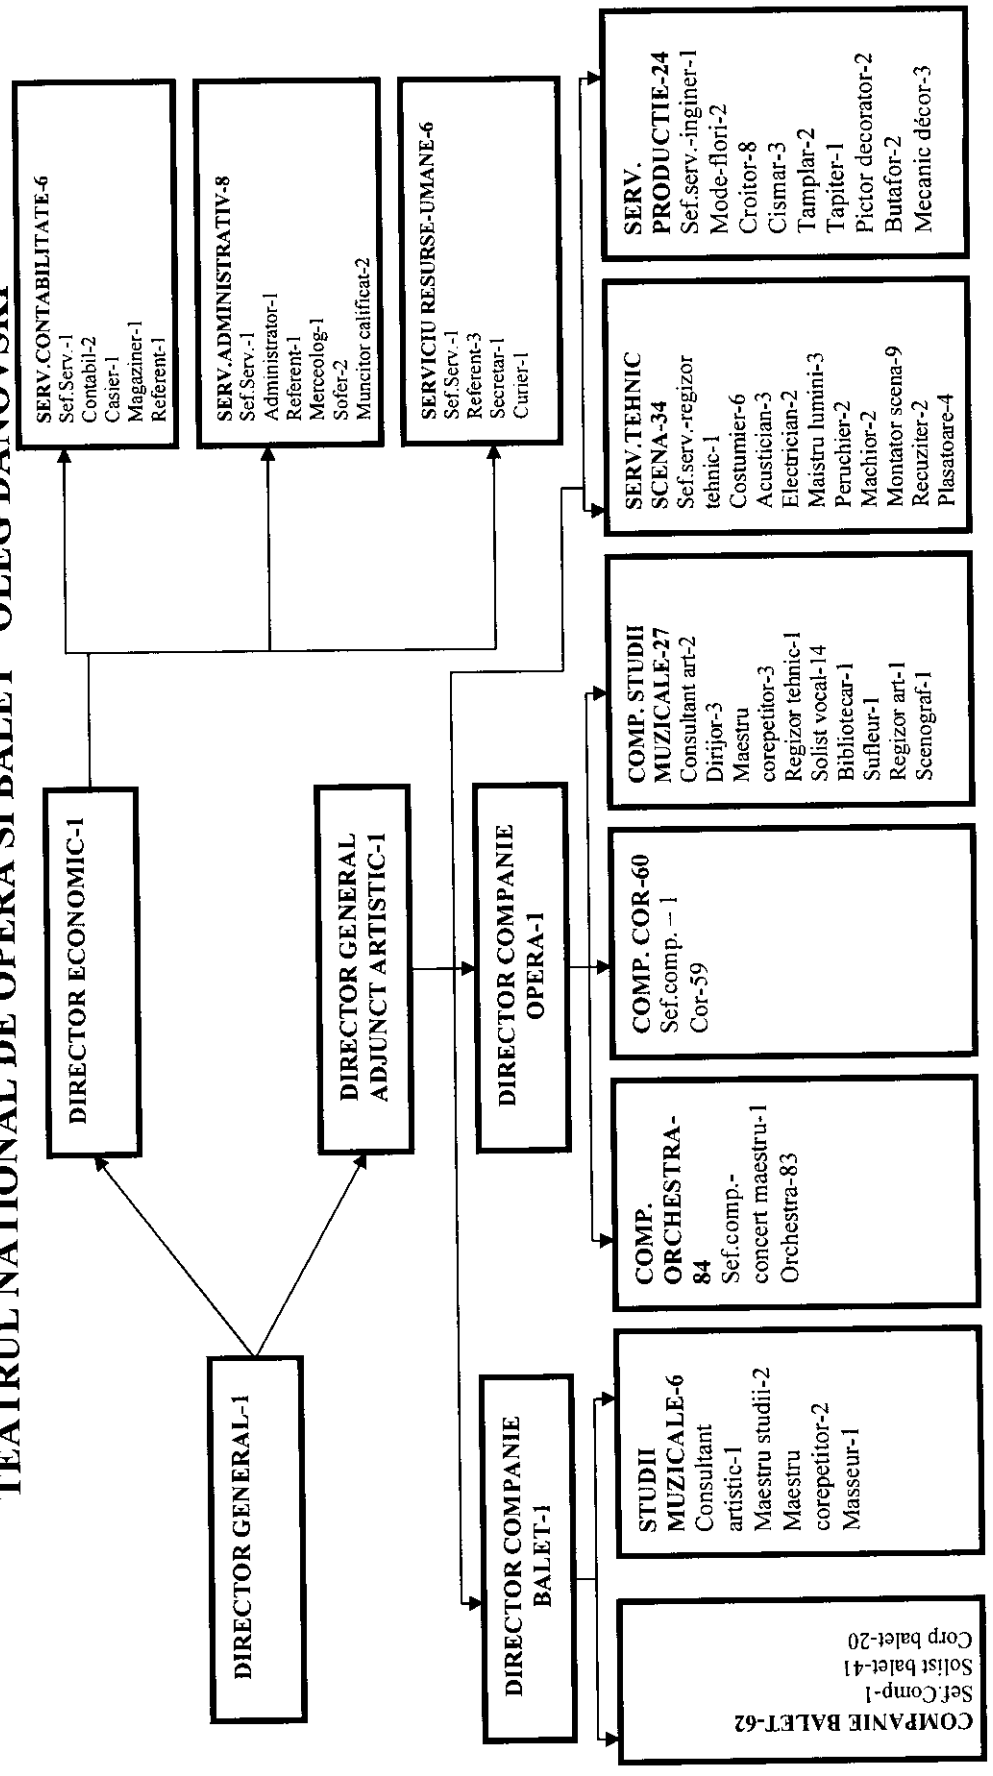 TEATRUL NATIONAL DE OPERA SI BALET "OLEG DANOVSKI"
DIRECTOR GENERAL-1
DIRECTOR ECONOMIC-1
DIRECTOR GENERAL
ADJUNCT ARTISTIC-1
SERV.CONTABILITATE-6
Sef.Serv.-1
Contabil-2
Casier-1
Magaziner-1
Referent-1
SERV.ADMINISTRATIV-8
Sef.Serv.-1
Administrator-1
Referent-1
Merceolog-1
Sofer-2
Muncitor calificat-2
SERVICIU RESURSE-UMANE-6
Sef.Serv.-1
Referent-3
Secretar-1
Curier-1
DIRECTOR COMPANIE
BALET-1
DIRECTOR COMPANIE
OPERA-1
COMPANIE BALET-62
Sef.Comp-1
Solist balet-41
Corp balet-20
STUDII
MUZICALE-6
Consultant
artistic-1
Maestru studii-2
Maestru
corepetitor-2
Masseur-1
COMP.
ORCHESTRA-
84
Sef.comp.-
concert maestru-1
Orchestra-83
COMP. COR-60
Sef.comp. – 1
Cor-59
COMP. STUDII
MUZICALE-27
Consultant art-2
Dirijor-3
Maestru
corepetitor-3
Regizor tehnic-1
Solist vocal-14
Bibliotecar-1
Sufleur-1
Regizor art-1
Scenograf-1
SERV.TEHNIC
SCENA-34
Sef.serv.-regizor
tehnic-1
Costumier-6
Acustician-3
Electrician-2
Maistru lumini-3
Peruchier-2
Machior-2
Montator scena-9
Recuziter-2
Plasatoare-4
SERV.
PRODUCTIE-24
Sef.serv.-inginer-1
Mode-flori-2
Croitor-8
Cismar-3
Tamplar-2
Tapiter-1
Pictor decorator-2
Butafor-2
Mecanic décor-3